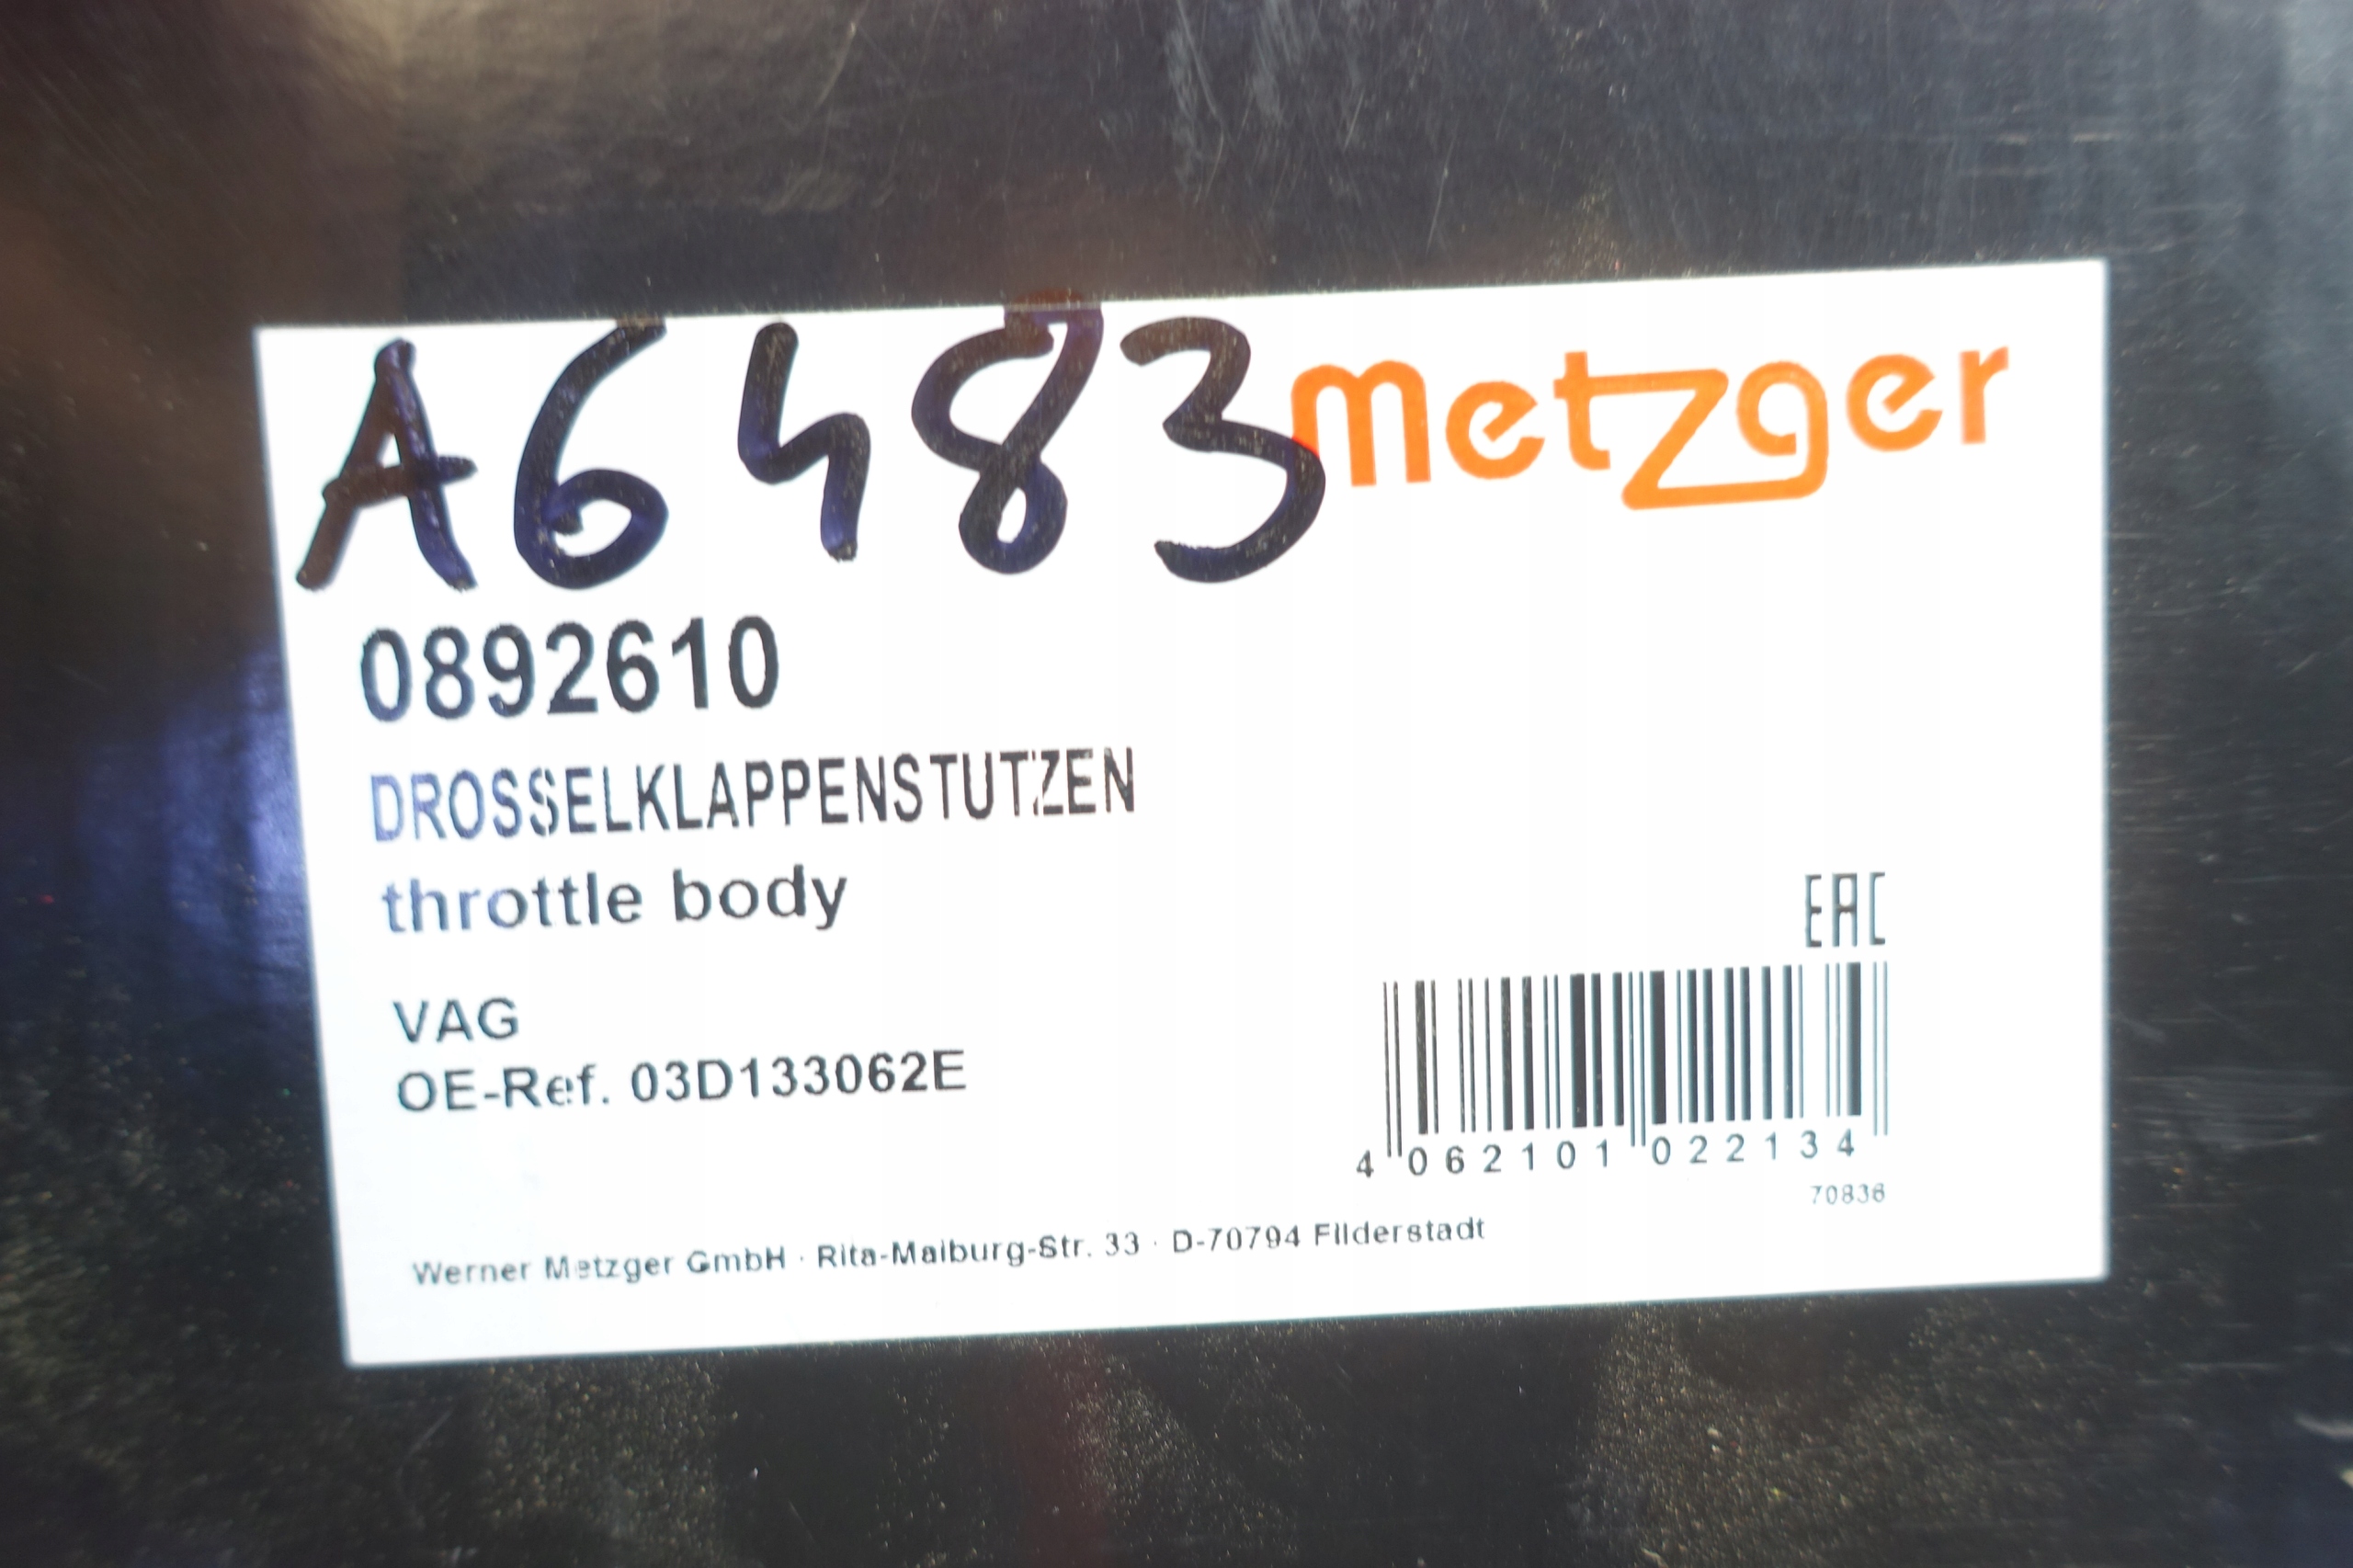 A6483
metzger
0892610
DROSSELKLAPPENSTUTZEN
throttle body
VAG
OE-Ref. 03D133062E
EAC
4 062101 022134
70836
Werner Metzger GmbH · Rita-Maiburg-Str. 33 · D-70794 Filderstadt